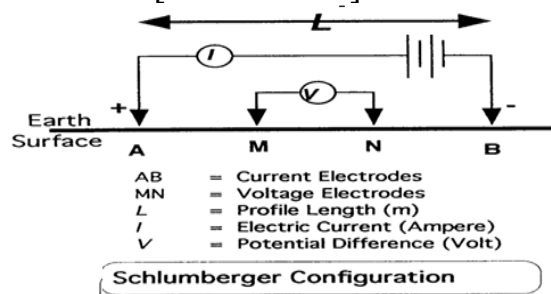 L
I
V
+
-
Earth
Surface
A M N B
AB = Current Electrodes
MN = Voltage Electrodes
L = Profile Length (m)
I = Electric Current (Ampere)
V = Potential Difference (Volt)
Schlumberger Configuration